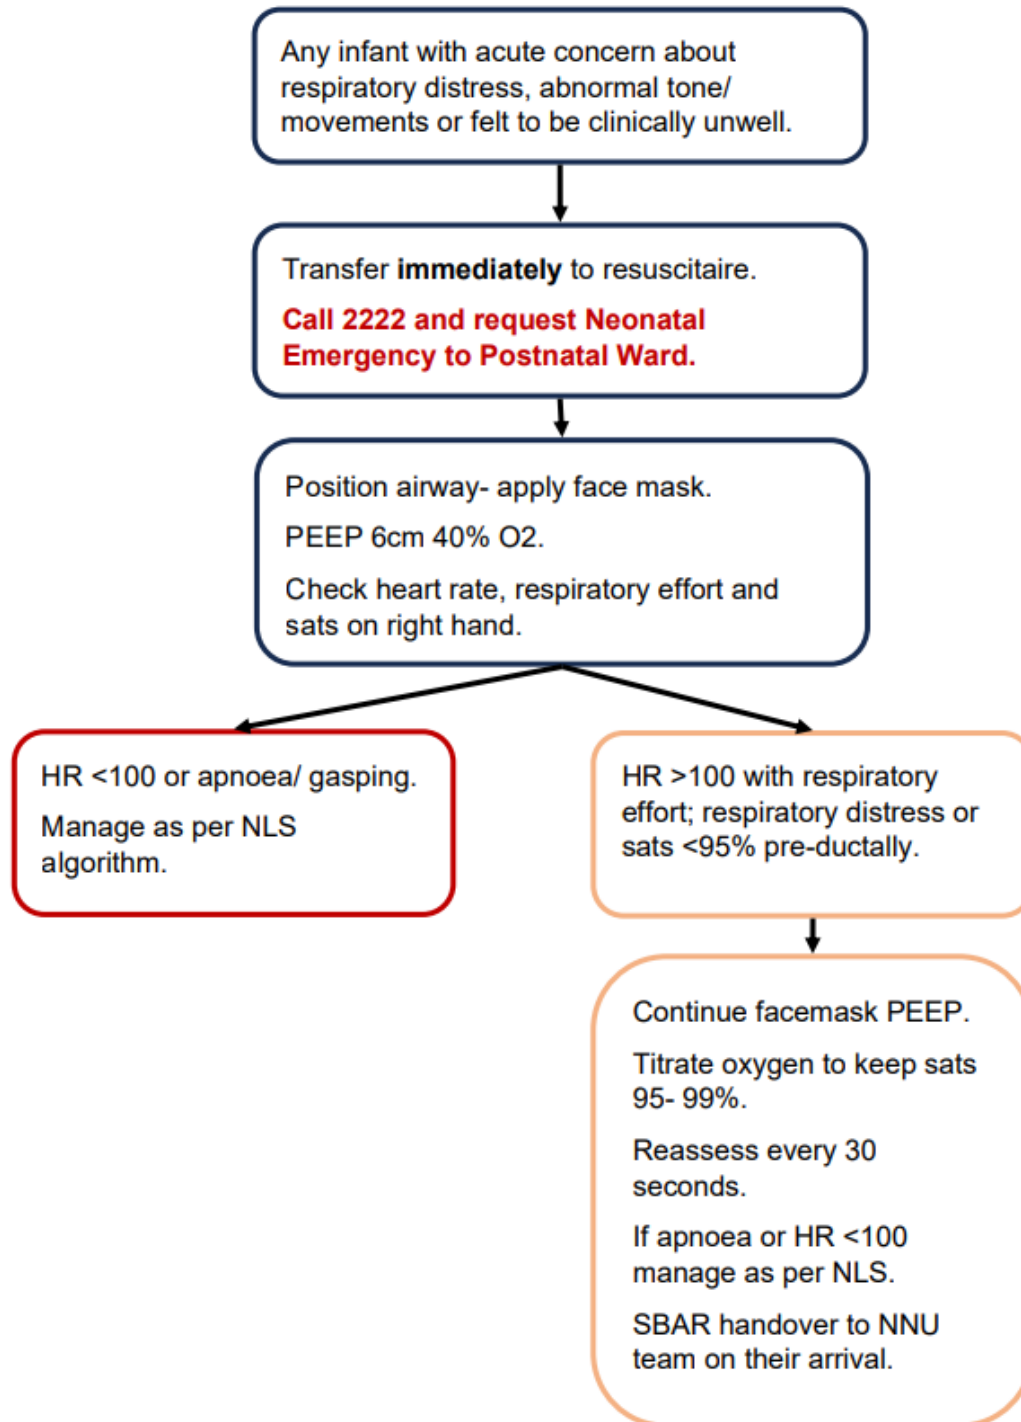 Any infant with acute concern about
respiratory distress, abnormal tone/
movements or felt to be clinically unwell.
Transfer immediately to resuscitaire.
Call 2222 and request Neonatal
Emergency to Postnatal Ward.
Position airway- apply face mask.
PEEP 6cm 40% O2.
Check heart rate, respiratory effort and
sats on right hand.
HR <100 or apnoea/ gasping.
Manage as per NLS
algorithm.
HR >100 with respiratory
effort; respiratory distress or
sats <95% pre-ductally.
Continue facemask PEEP.
Titrate oxygen to keep sats
95- 99%.
Reassess every 30
seconds.
If apnoea or HR <100
manage as per NLS.
SBAR handover to NNU
team on their arrival.